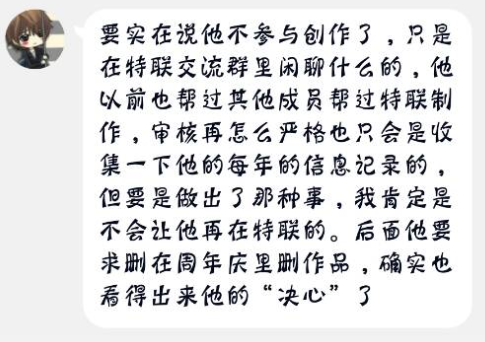 要实在说他不参与创作了，只是
在特联交流群里闲聊什么的，他
以前也帮过其他成员帮过特联制
作，审核再怎么严格也只会是收
集一下他的每年的信息记录的，
但要是做出了那种事，我肯定是
不会让他再在特联的。后面他要
求删在周年庆里删作品，确实也
看得出来他的“决心”了